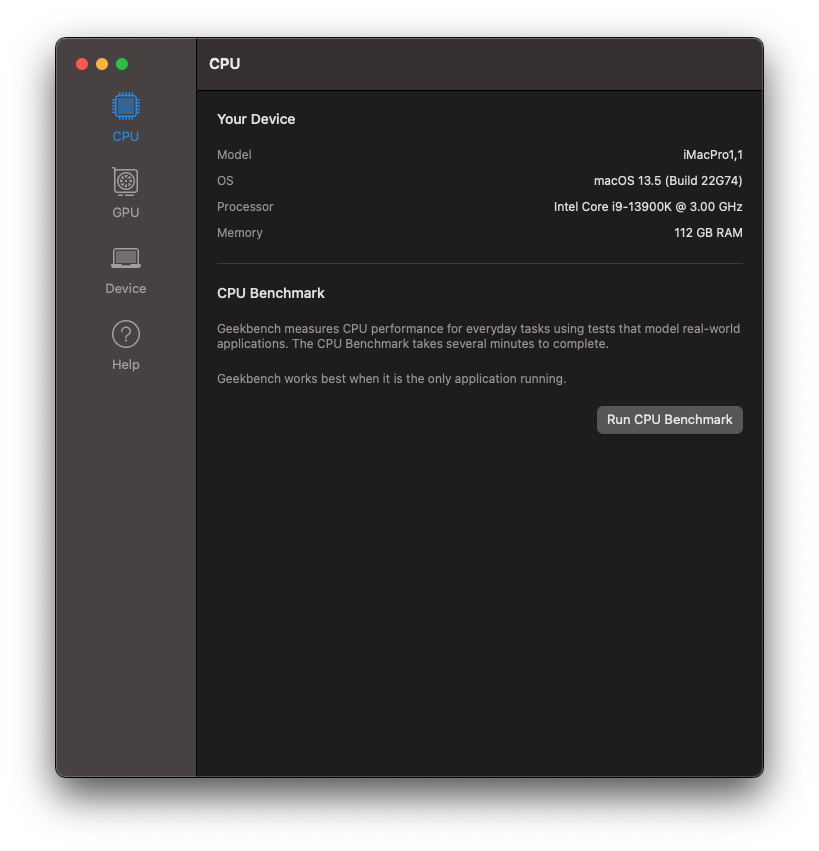 CPU
CPU
GPU
Device
Help
Your Device
Model iMacPro1,1
OS macOS 13.5 (Build 22G74)
Processor Intel Core i9-13900K @ 3.00 GHz
Memory 112 GB RAM
CPU Benchmark
Geekbench measures CPU performance for everyday tasks using tests that model real-world
applications. The CPU Benchmark takes several minutes to complete.
Geekbench works best when it is the only application running.
Run CPU Benchmark